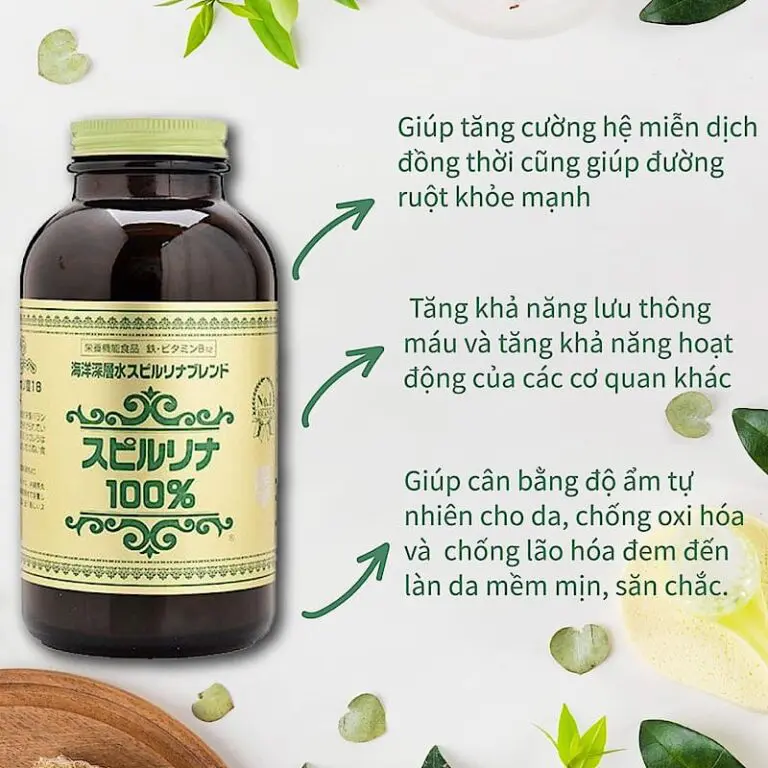 Giúp tăng cường hệ miễn dịch
đồng thời cũng giúp đường
ruột khỏe mạnh
Tăng khả năng lưu thông
máu và tăng khả năng hoạt
động của các cơ quan khác
Giúp cân bằng độ ẩm tự
nhiên cho da, chống oxi hóa
và chống lão hóa đem đến
làn da mềm mịn, săn chắc.
栄養機能食品 鉄・ビタミンB12
海洋深層水スピルリナブレンド
スピルリナ
100%
No.1